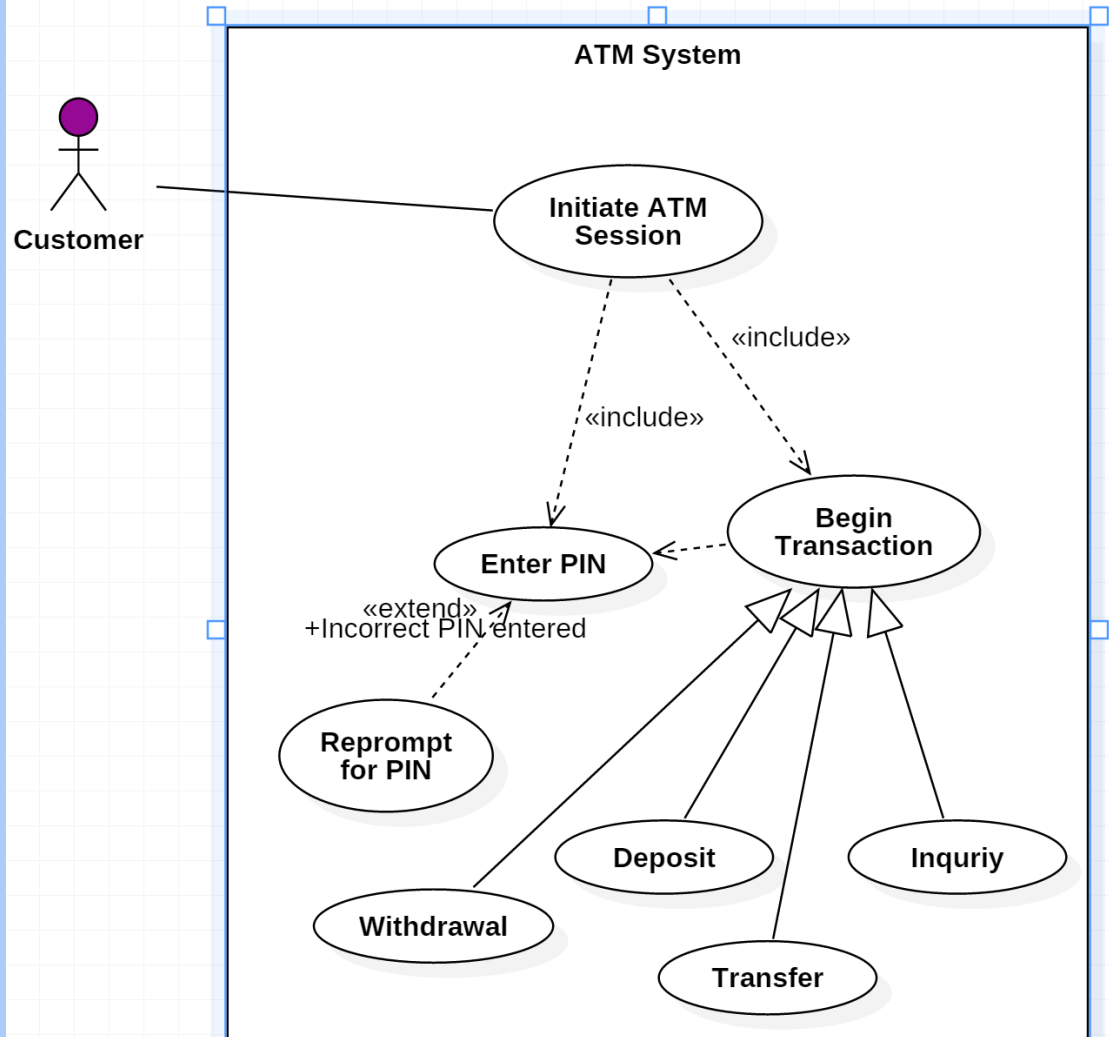 ATM System
Customer
Initiate ATM
Session
«include»
«include»
Begin
Transaction
Enter PIN
«extend»
+Incorrect PIN entered
Reprompt
for PIN
Deposit
Inquriy
Withdrawal
Transfer